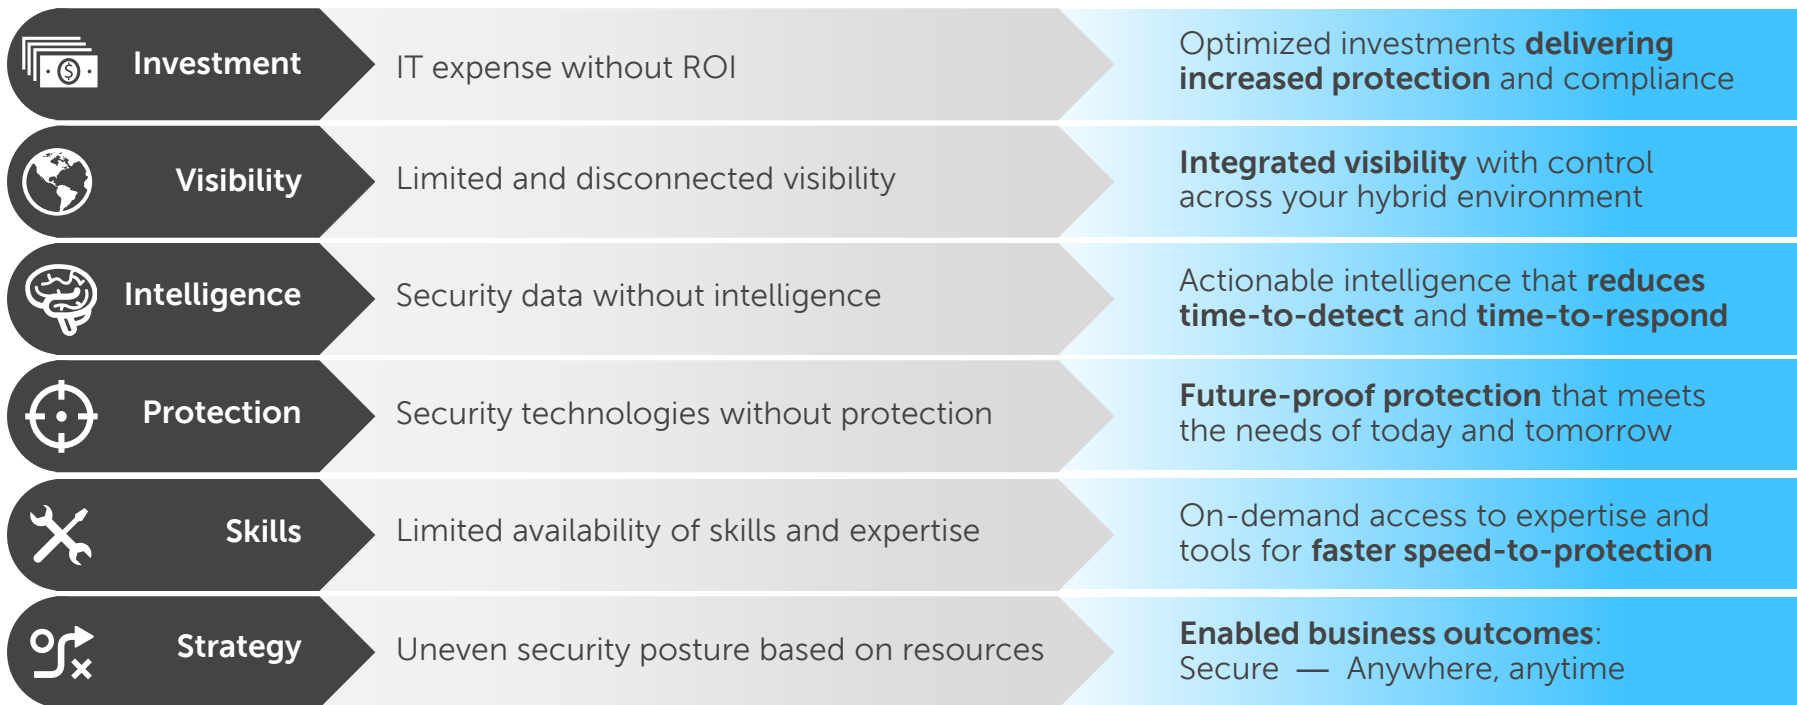 Investment
IT expense without ROI
Optimized investments delivering
increased protection and compliance
Visibility
Limited and disconnected visibility
Integrated visibility with control
across your hybrid environment
Intelligence
Security data without intelligence
Actionable intelligence that reduces
time-to-detect and time-to-respond
Protection
Security technologies without protection
Future-proof protection that meets
the needs of today and tomorrow
Skills
Limited availability of skills and expertise
On-demand access to expertise and
tools for faster speed-to-protection
Strategy
Uneven security posture based on resources
Enabled business outcomes:
Secure — Anywhere, anytime